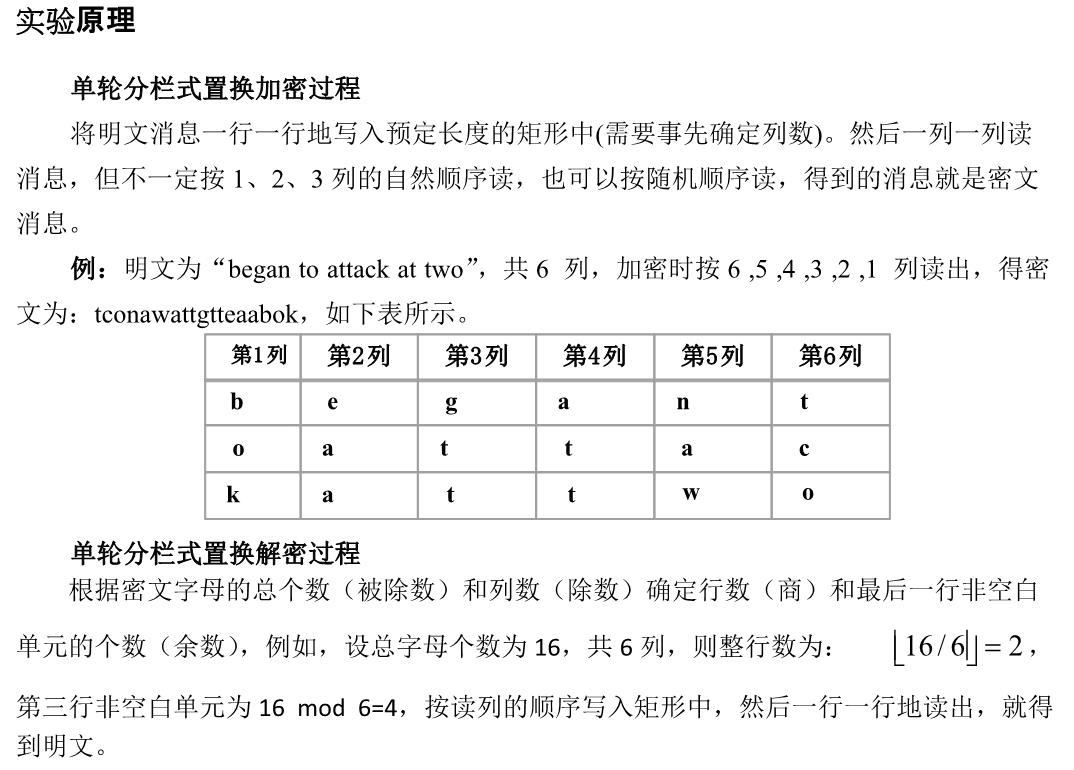 实验原理
单轮分栏式置换加密过程
将明文消息一行一行地写入预定长度的矩形中(需要事先确定列数)。然后一列一列读
消息，但不一定按 1、2、3 列的自然顺序读，也可以按随机顺序读，得到的消息就是密文
消息。
例：明文为“began to attack at two”，共 6 列，加密时按 6 ,5 ,4 ,3 ,2 ,1 列读出，得密
文为：tconawattgtteaabok，如下表所示。
第1列 第2列 第3列 第4列 第5列 第6列
b e g a n t
o a t t a c
k a t t w o
单轮分栏式置换解密过程
根据密文字母的总个数（被除数）和列数（除数）确定行数（商）和最后一行非空白
单元的个数（余数），例如，设总字母个数为 16，共 6 列，则整行数为： ⌊16/6⌋=2，
第三行非空白单元为 16 mod 6=4，按读列的顺序写入矩形中，然后一行一行地读出，就得
到明文。